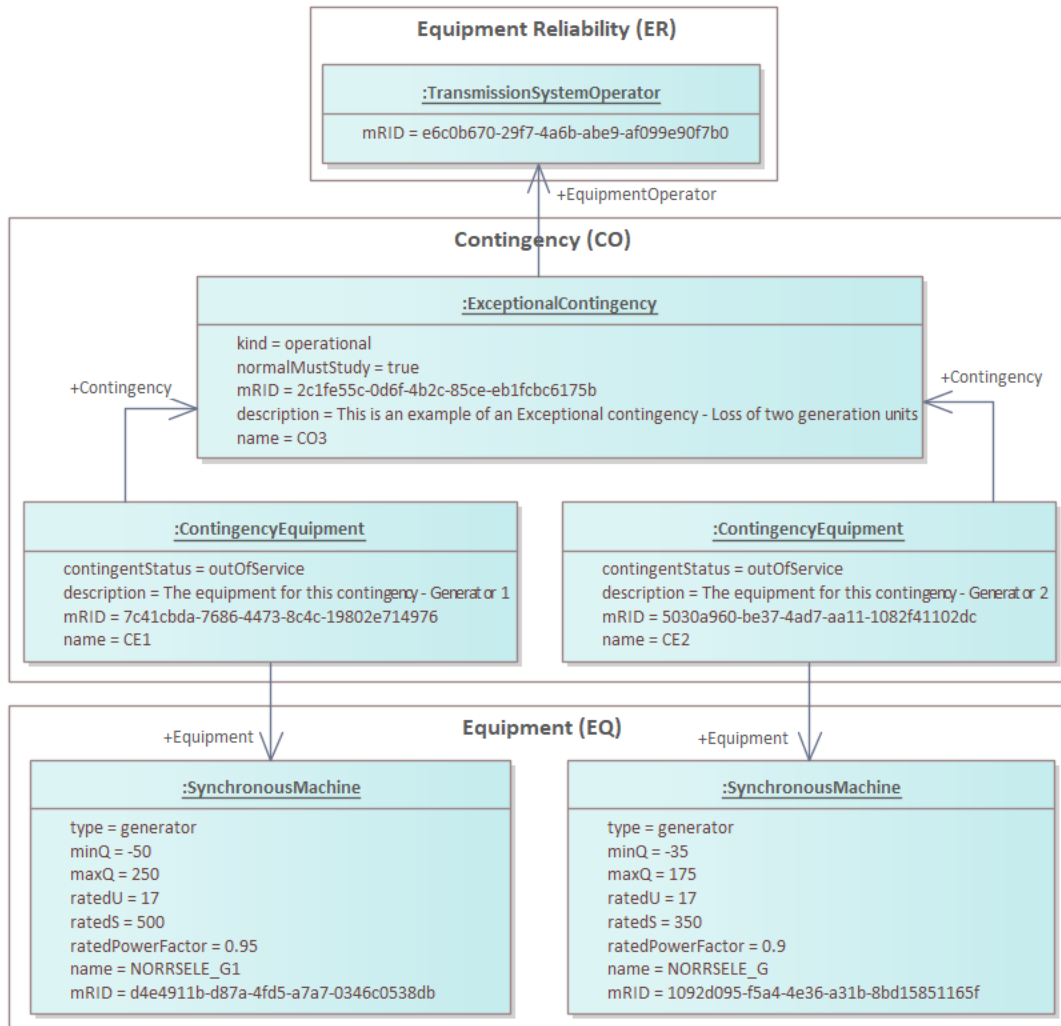 Equipment Reliability (ER)
:TransmissionSystemOperator
mRID = e6c0b670-29f7-4a6b-abe9-af099e90f7b0
+EquipmentOperator
Contingency (CO)
:ExceptionalContingency
kind = operational
normalMustStudy = true
mRID = 2c1fe55c-0d6f-4b2c-85ce-eb1fcbc6175b
description = This is an example of an Exceptional contingency - Loss of two generation units
name = CO3
+Contingency
+Contingency
:ContingencyEquipment
contingentStatus = outOfService
description = The equipment for this contingency - Generator 1
mRID = 7c41cbda-7686-4473-8c4c-19802e714976
name = CE1
:ContingencyEquipment
contingentStatus = outOfService
description = The equipment for this contingency - Generator 2
mRID = 5030a960-be37-4ad7-aa11-1082f41102dc
name = CE2
+Equipment
+Equipment
Equipment (EQ)
:SynchronousMachine
type = generator
minQ = -50
maxQ = 250
ratedU = 17
ratedS = 500
ratedPowerFactor = 0.95
name = NORRSELE_G1
mRID = d4e4911b-d87a-4fd5-a7a7-0346c0538db
:SynchronousMachine
type = generator
minQ = -35
maxQ = 175
ratedU = 17
ratedS = 350
ratedPowerFactor = 0.9
name = NORRSELE_G
mRID = 1092d095-f5a4-4e36-a31b-8bd15851165f